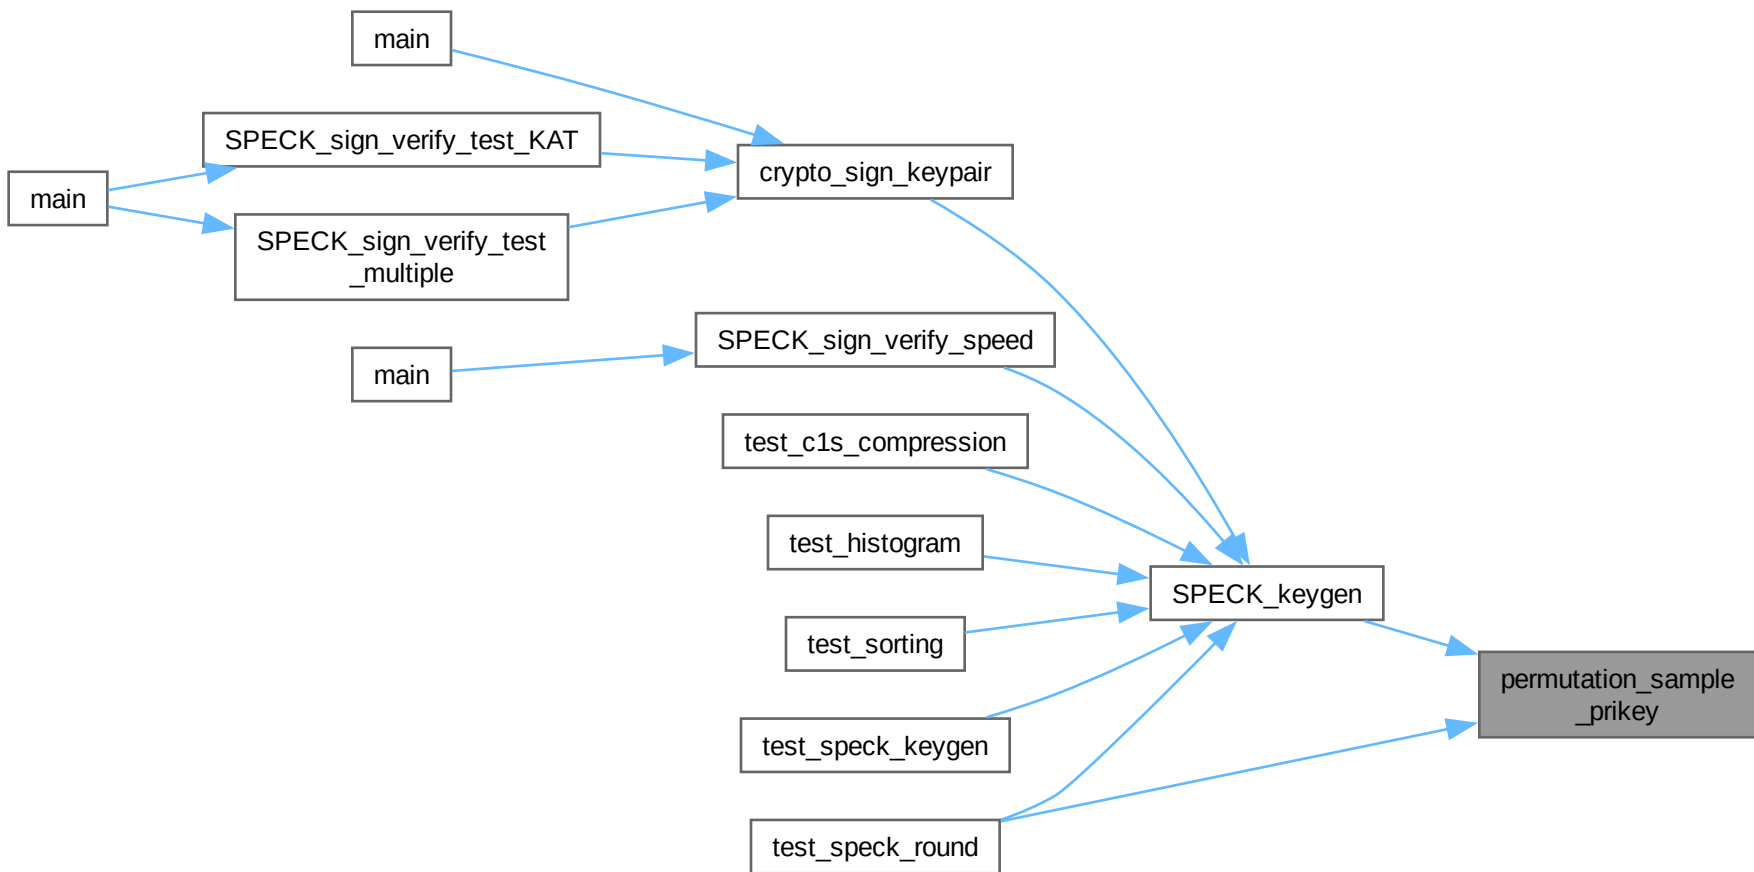 main
SPECK_sign_verify_test_KAT
crypto_sign_keypair
main
SPECK_sign_verify_test
_multiple
SPECK_sign_verify_speed
main
test_c1s_compression
test_histogram
SPECK_keygen
test_sorting
permutation_sample
_prikey
test_speck_keygen
test_speck_round